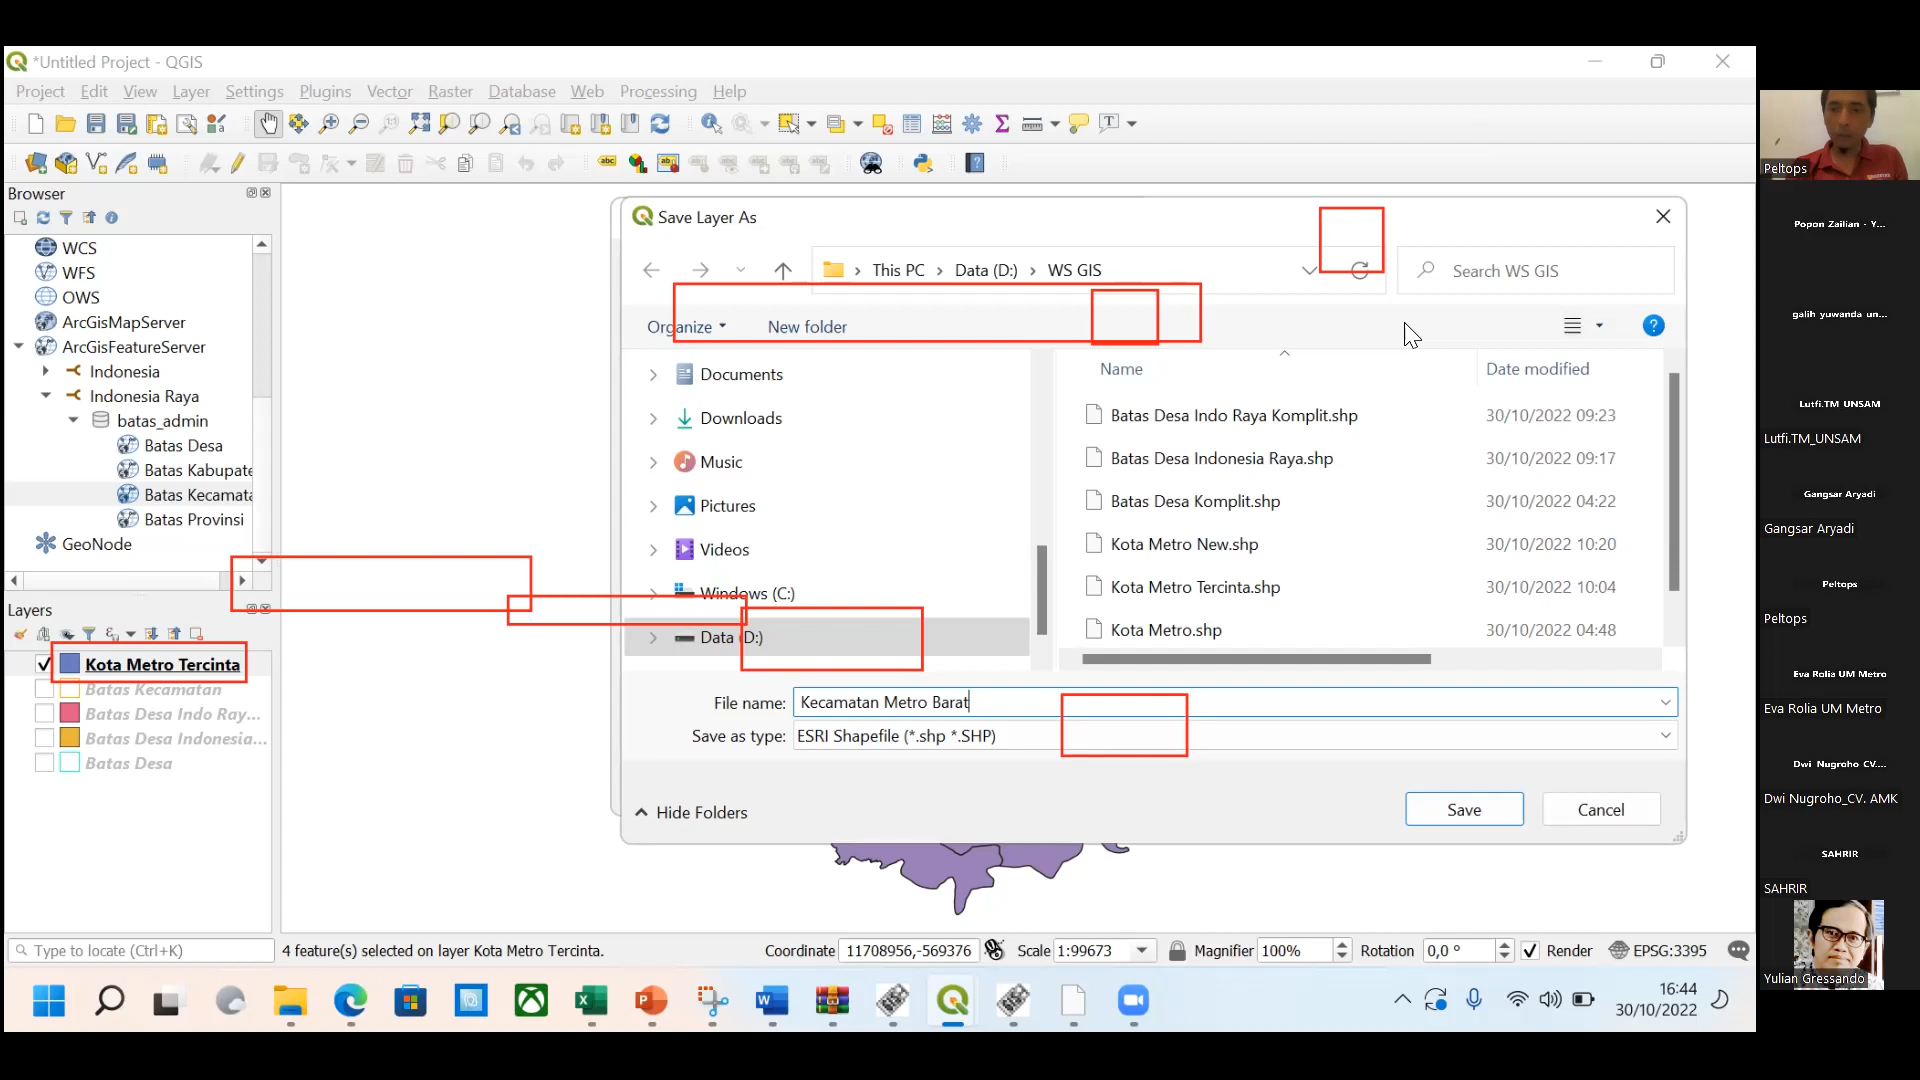 *Untitled Project - QGIS
Project Edit View Layer Settings Plugins Vector Raster Database Web Processing Help
Browser
WCS
WFS
OWS
ArcGisMapServer
ArcGisFeatureServer
Indonesia
Indonesia Raya
batas_admin
Batas Desa
Batas Kabupate
Batas Kecamata
Batas Provinsi
GeoNode
Layers
Kota Metro Tercinta
Batas Kecamatan
Batas Desa Indo Ray...
Batas Desa Indonesia...
Batas Desa
Save Layer As
This PC > Data (D:) > WS GIS
Search WS GIS
Organize
New folder
Documents
Downloads
Music
Pictures
Videos
Windows (C:)
Data (D:)
Name Date modified
Batas Desa Indo Raya Komplit.shp 30/10/2022 09:23
Batas Desa Indonesia Raya.shp 30/10/2022 09:17
Batas Desa Komplit.shp 30/10/2022 04:22
Kota Metro New.shp 30/10/2022 10:20
Kota Metro Tercinta.shp 30/10/2022 10:04
Kota Metro.shp 30/10/2022 04:48
File name: Kecamatan Metro Barat
Save as type: ESRI Shapefile (*.shp *.SHP)
Hide Folders
Save
Cancel
Type to locate (Ctrl+K)
4 feature(s) selected on layer Kota Metro Tercinta.
Coordinate 11708956,-569376 Scale 1:99673 Magnifier 100% Rotation 0,0 ° Render EPSG:3395
16:44
30/10/2022
Peltops
Popon Zailian - Y...
galih yuwanda un...
Lutfi.TM UNSAM
Lutfi.TM_UNSAM
Gangsar Aryadi
Gangsar Aryadi
Peltops
Peltops
Eva Rolia UM Metro
Eva Rolia UM Metro
Dwi Nugroho CV....
Dwi Nugroho_CV. AMK
SAHRIR
SAHRIR
Yulian Gressando